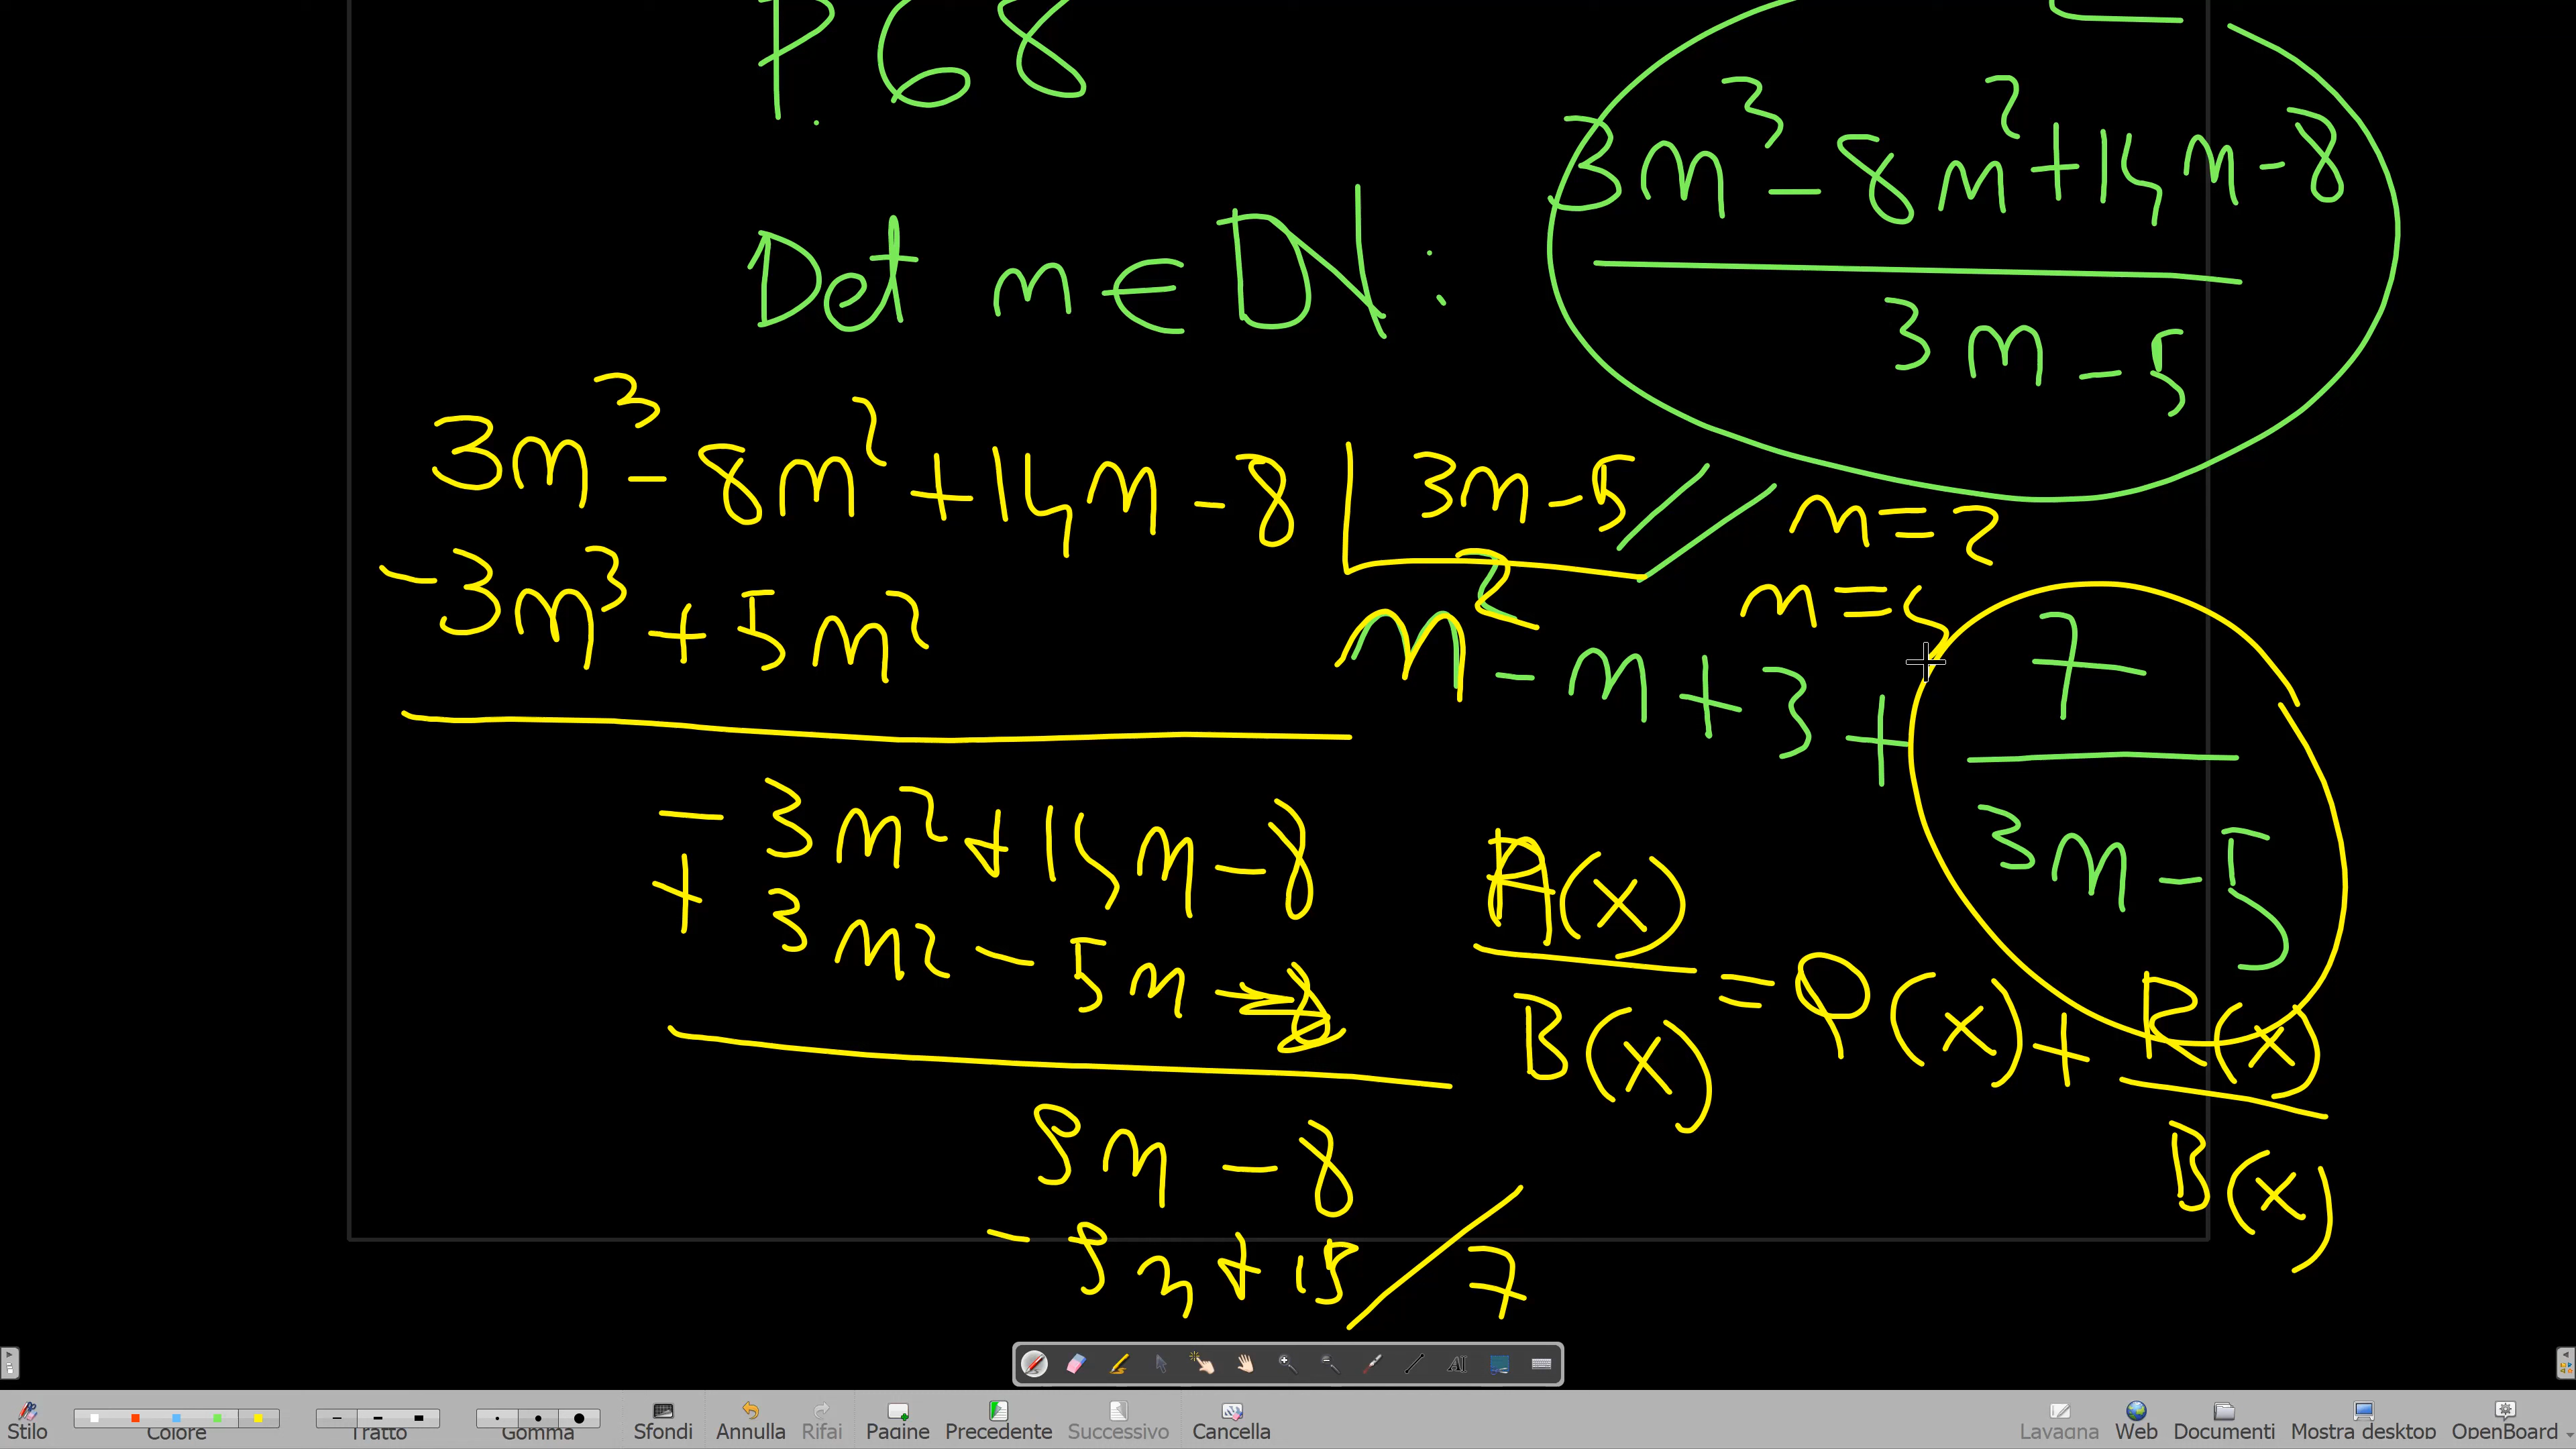 P. 68
3m³ - 8m² + 14m - 8
3m - 5
Det m ∈ ℕ :
3m³ - 8m² + 14m - 8 | 3m - 5
m = 2
m = 4
- 3m³ + 5m²
m² - m + 3 + 7
3m - 5
- 3m² + 14m - 8
+ 3m² - 5m
A(x)
B(x)
= Q(x) + R(x)
B(x)
9m - 8
- 9m + 15 / 7
Stilo
Colore
Tratto
Gomma
Sfondi
Annulla
Rifai
Pagine
Precedente
Successivo
Cancella
Lavagna
Web
Documenti
Mostra desktop
OpenBoard